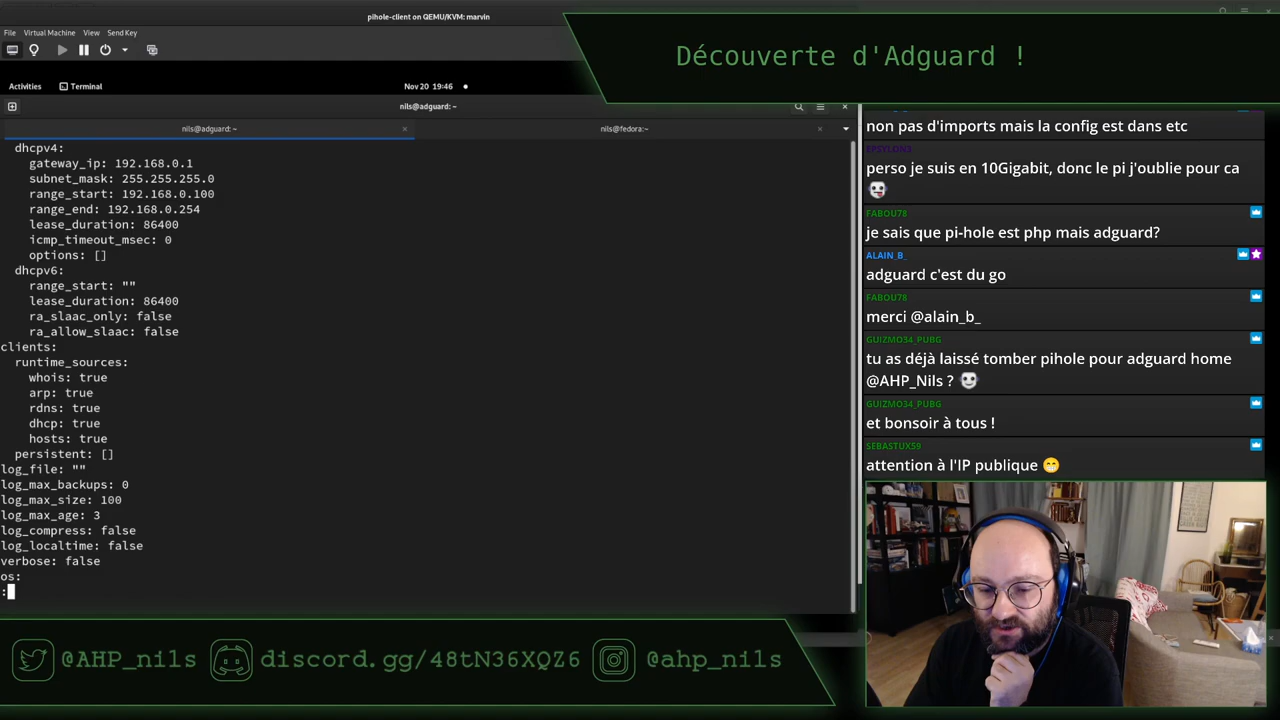 pihole-client on QEMU/KVM: marvin
File Virtual Machine View Send Key
Découverte d'Adguard !
Activities Terminal
Nov 20 19:46
nils@adguard: ~
nils@adguard: ~
nils@fedora:~
dhcpv4:
gateway_ip: 192.168.0.1
subnet_mask: 255.255.255.0
range_start: 192.168.0.100
range_end: 192.168.0.254
lease_duration: 86400
icmp_timeout_msec: 0
options: []
dhcpv6:
range_start: ""
lease_duration: 86400
ra_slaac_only: false
ra_allow_slaac: false
clients:
runtime_sources:
whois: true
arp: true
rdns: true
dhcp: true
hosts: true
persistent: []
log_file: ""
log_max_backups: 0
log_max_size: 100
log_max_age: 3
log_compress: false
log_localtime: false
verbose: false
os:
:
non pas d'imports mais la config est dans etc
EPSYLON3
perso je suis en 10Gigabit, donc le pi j'oublie pour ca
FABOU78
je sais que pi-hole est php mais adguard?
ALAIN_B_
adguard c'est du go
FABOU78
merci @alain_b_
GUIZMO34_PUBG
tu as déjà laissé tomber pihole pour adguard home
@AHP_Nils ?
GUIZMO34_PUBG
et bonsoir à tous !
SEBASTUX59
attention à l'IP publique
@AHP_nils
discord.gg/48tN36XQZ6
@ahp_nils